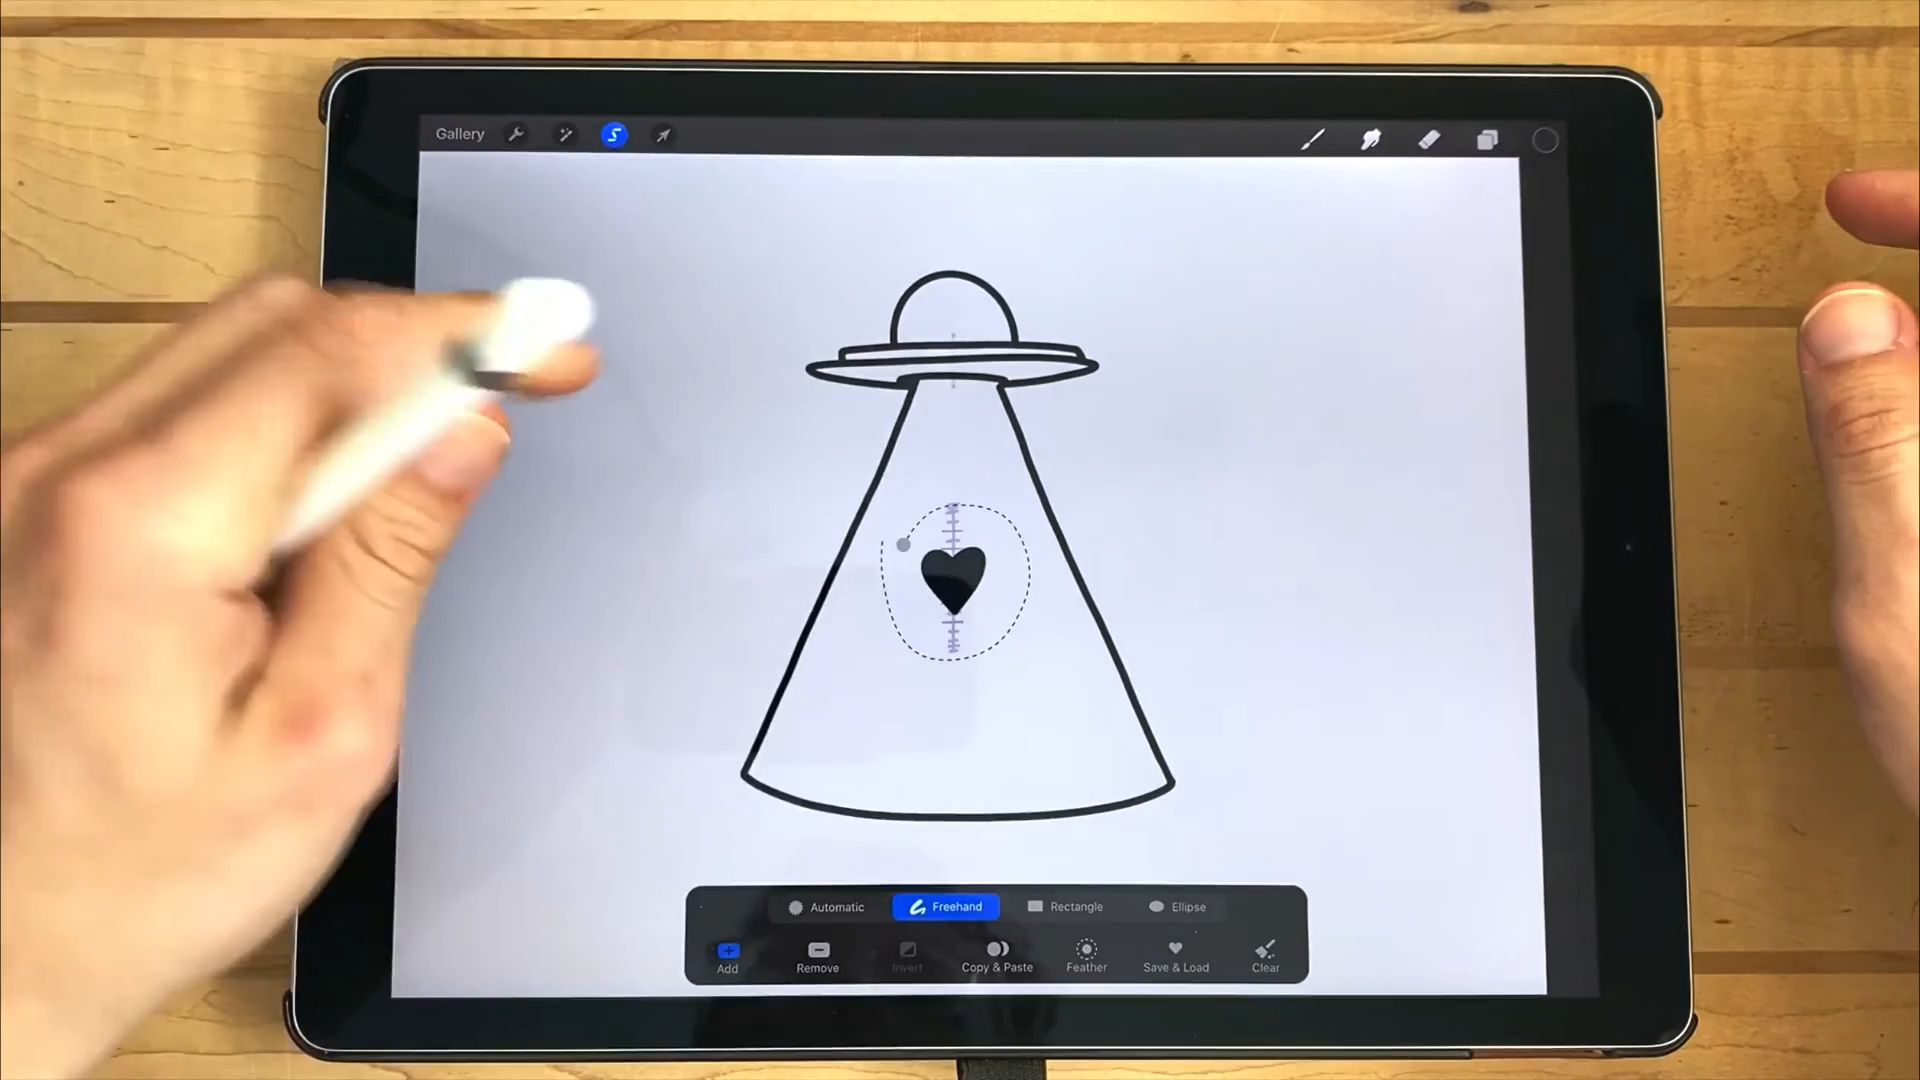 Gallery
Automatic Freehand Rectangle Ellipse
Add Remove Invert Copy & Paste Feather Save & Load Clear